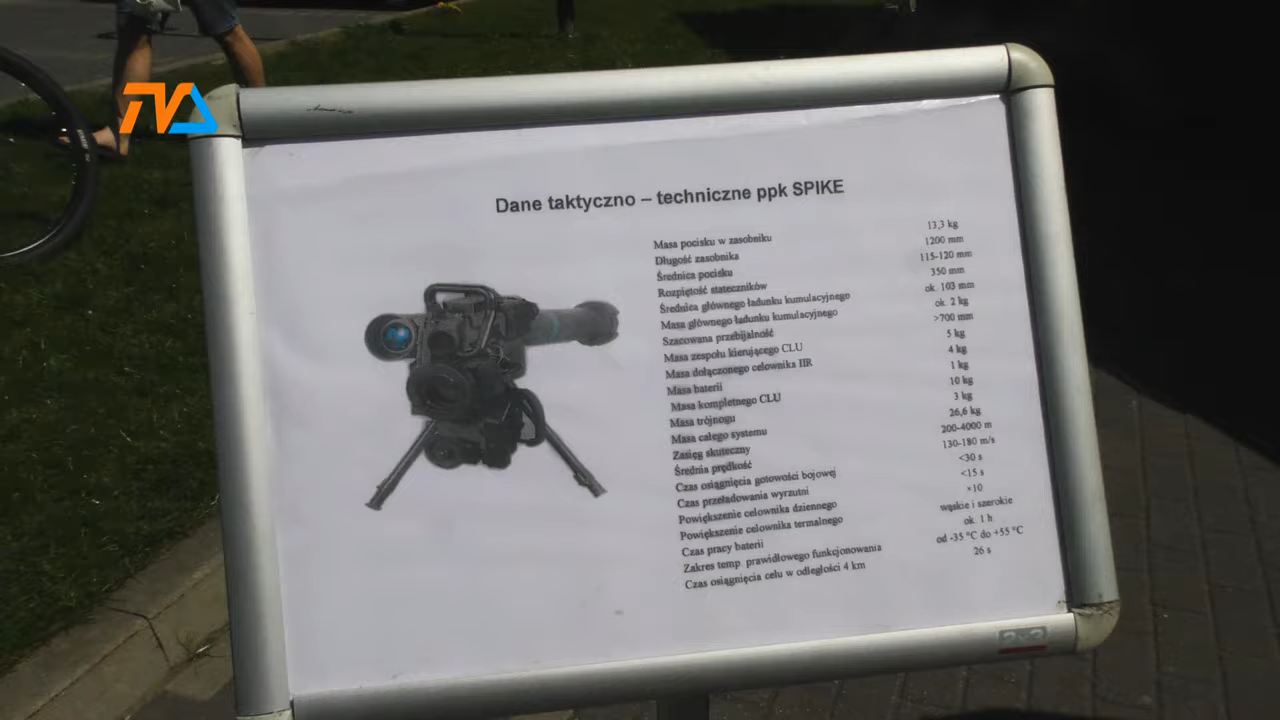 TVA
Dane taktyczno – techniczne ppk SPIKE
Masa pocisku w zasobniku 13,3 kg
Długość zasobnika 1200 mm
Średnica pocisku 115-120 mm
Rozpiętość stateczników 350 mm
Średnica głównego ładunku kumulacyjnego ok. 103 mm
Masa głównego ładunku kumulacyjnego ok. 2 kg
Szacowana przebijalność >700 mm
Masa zespołu kierującego CLU 5 kg
Masa dołączonego celownika IIR 4 kg
Masa baterii 1 kg
Masa kompletnego CLU 10 kg
Masa trójnogu 3 kg
Masa całego systemu 26,6 kg
Zasięg skuteczny 200-4000 m
Średnia prędkość 130-180 m/s
Czas osiągnięcia gotowości bojowej <30 s
Czas przeładowania wyrzutni <15 s
Powiększenie celownika dziennego ×10
Powiększenie celownika termalnego wąskie i szerokie
Czas pracy baterii ok. 1 h
Zakres temp. prawidłowego funkcjonowania od -35 °C do +55 °C
Czas osiągnięcia celu w odległości 4 km 26 s
2x3